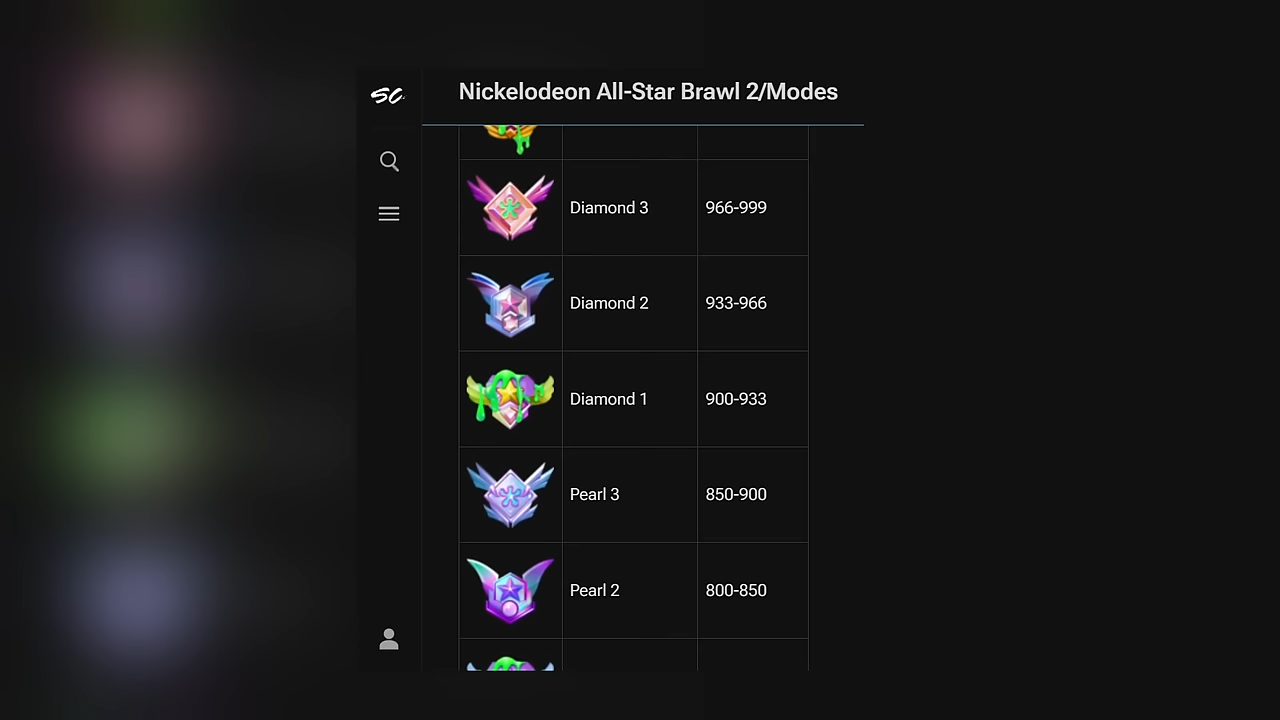 SC
Nickelodeon All-Star Brawl 2/Modes
Diamond 3 966-999
Diamond 2 933-966
Diamond 1 900-933
Pearl 3 850-900
Pearl 2 800-850